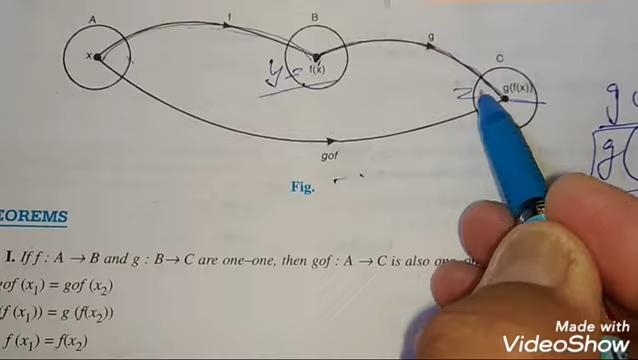 A
f
B
g
C
x
f(x)
y =
z
g(f(x))
gof
g
g(
Fig.
EOREMS
I. If f : A → B and g : B → C are one–one, then gof : A → C is also
gof (x₁) = gof (x₂)
(f (x₁)) = g (f(x₂))
f (x₁) = f(x₂)
Made with
VideoShow